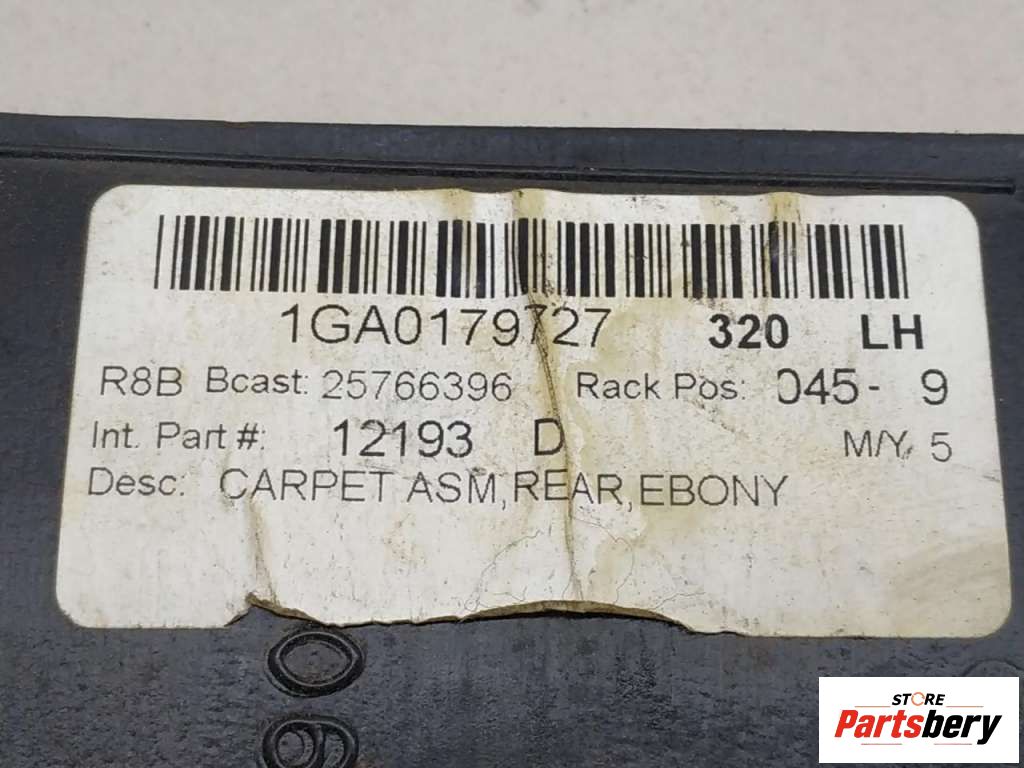 1GA0179727 320 LH
R8B Bcast: 25766396 Rack Pos: 045- 9
Int. Part #: 12193 D M/Y 5
Desc: CARPET ASM,REAR,EBONY
STORE
Partsbery